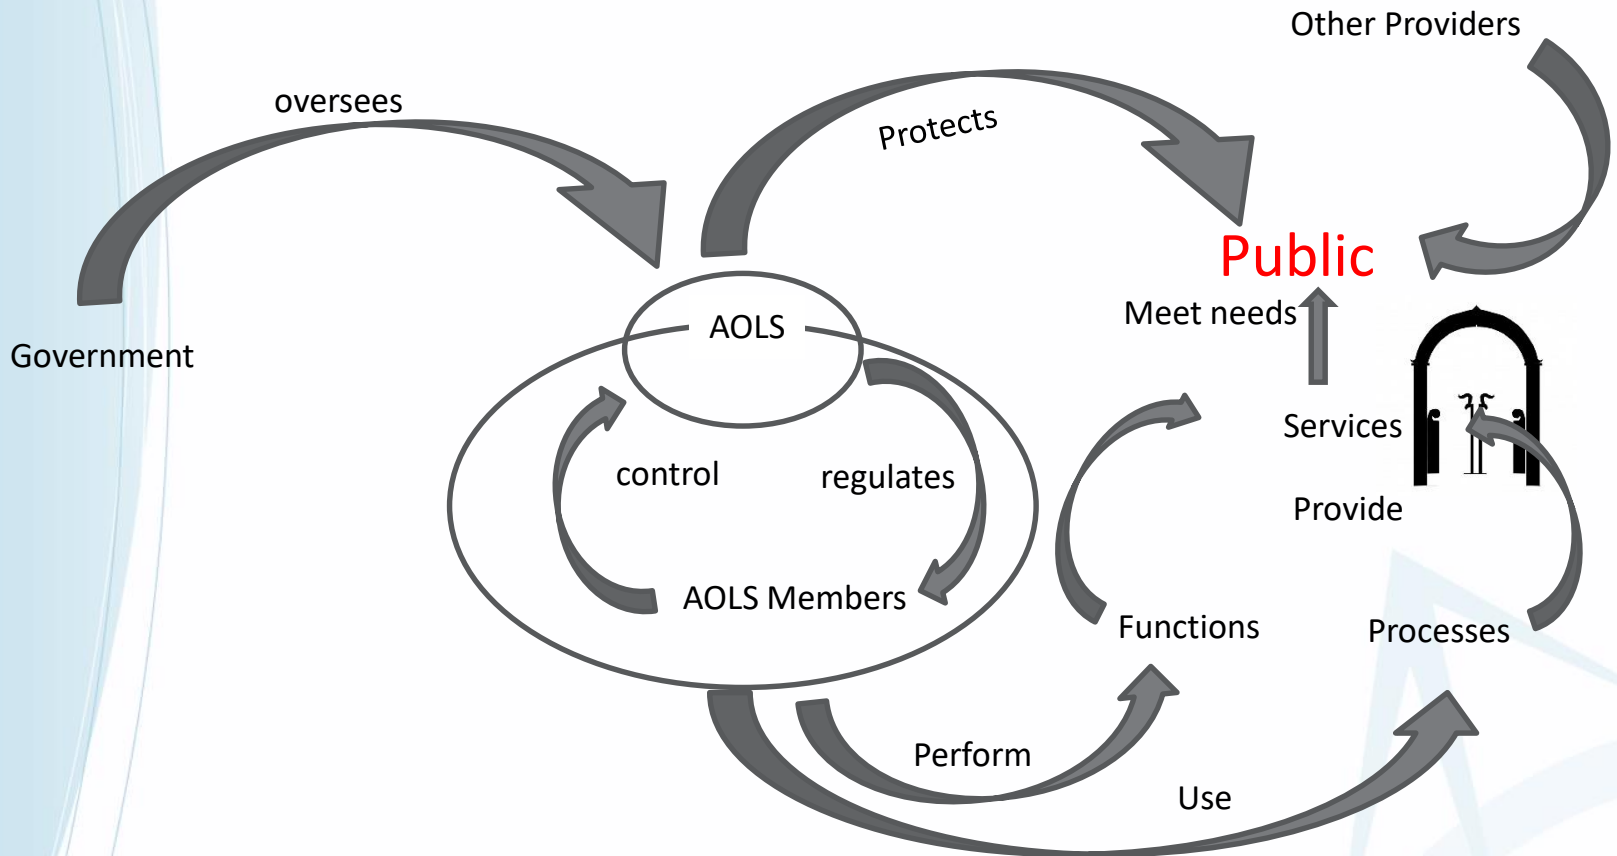 Other Providers
oversees
Protects
Public
Meet needs
AOLS
Government
Services
control
regulates
Provide
AOLS Members
Functions
Processes
Perform
Use